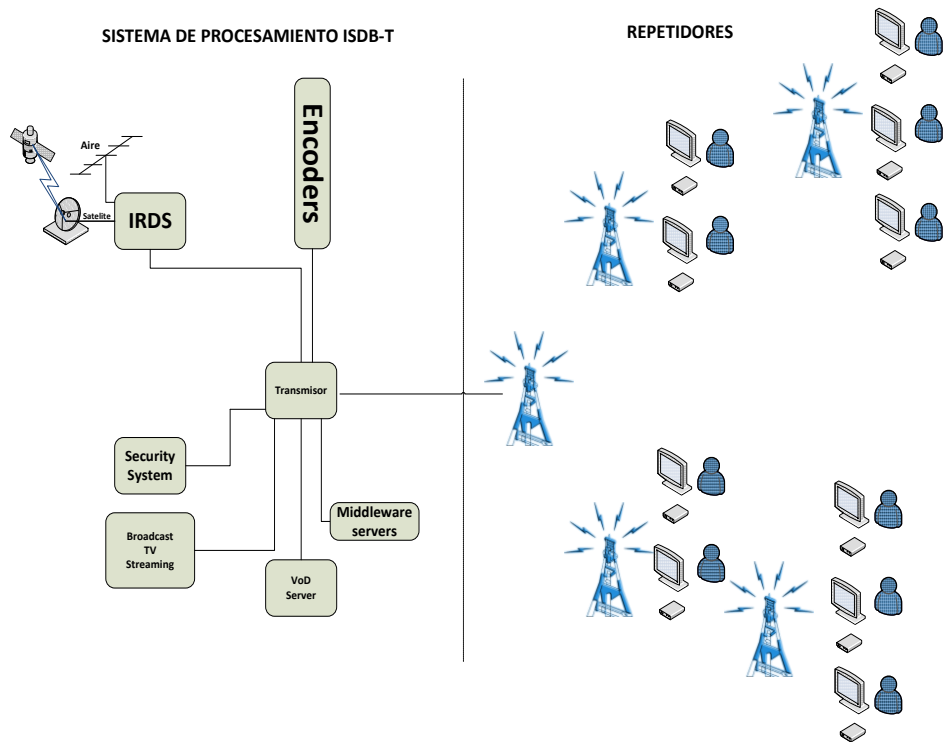 SISTEMA DE PROCESAMIENTO ISDB-T
REPETIDORES
Encoders
Aire
Satelite
IRDS
Transmisor
Security
System
Middleware
servers
Broadcast
TV
Streaming
VoD
Server